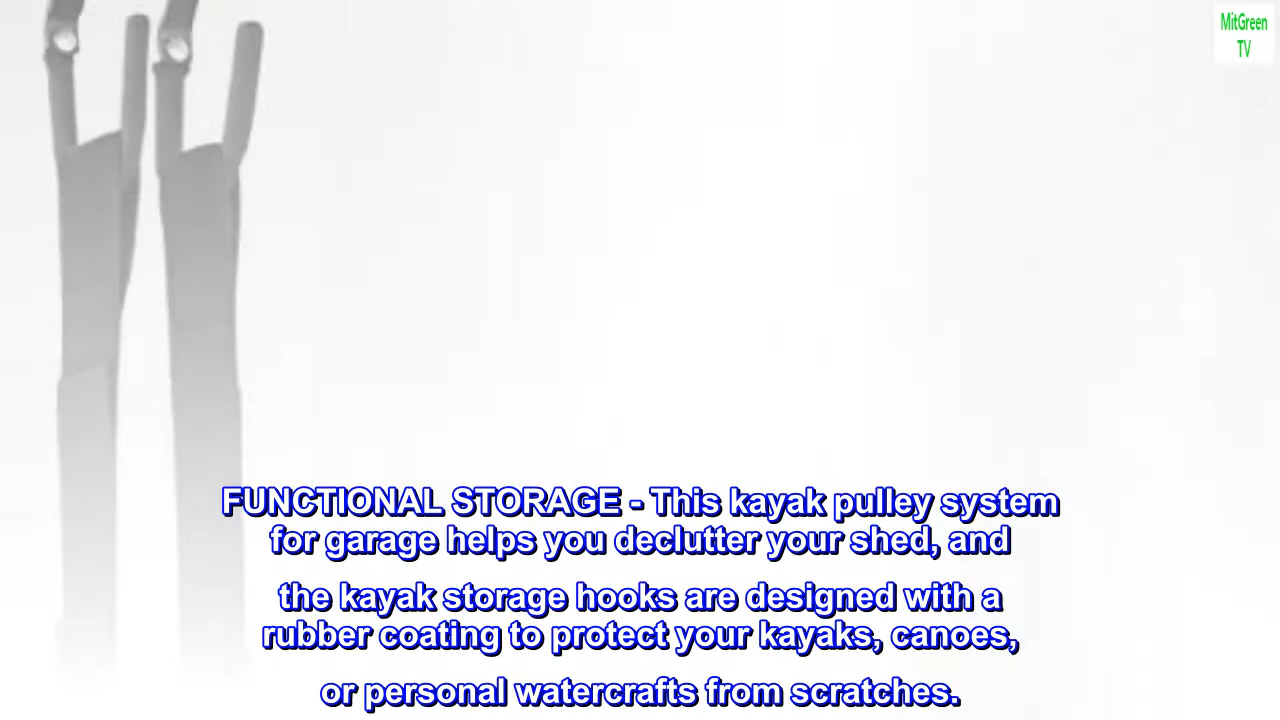 MitGreen
TV
FUNCTIONAL STORAGE - This kayak pulley system
for garage helps you declutter your shed, and
the kayak storage hooks are designed with a
rubber coating to protect your kayaks, canoes,
or personal watercrafts from scratches.